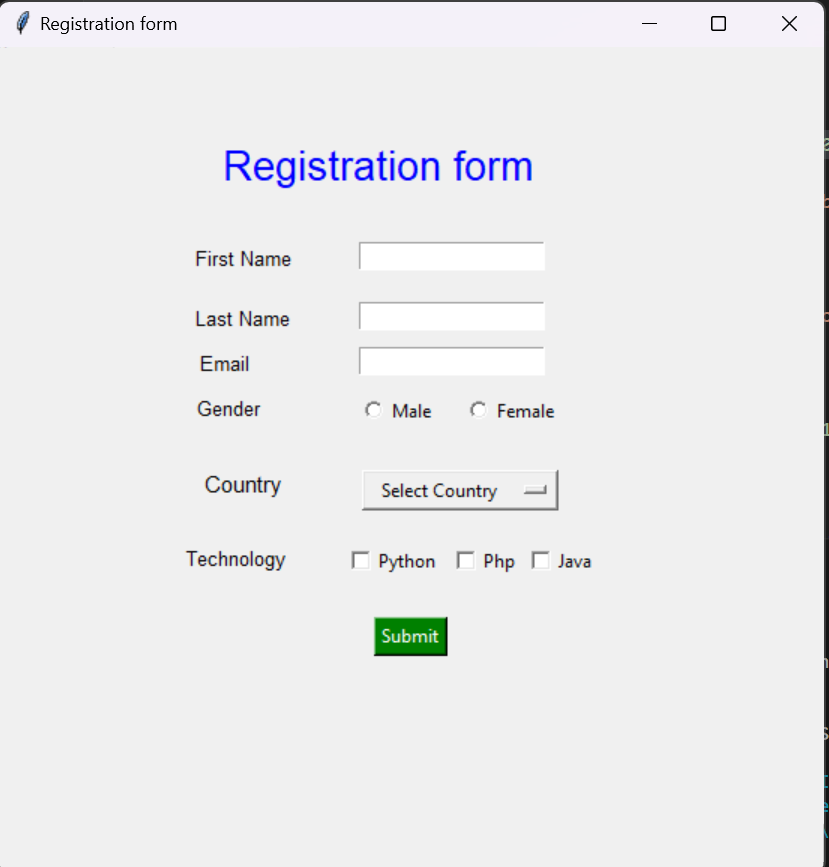 Registration form
Registration form
First Name
Last Name
Email
Gender Male Female
Country Select Country
Technology Python Php Java
Submit